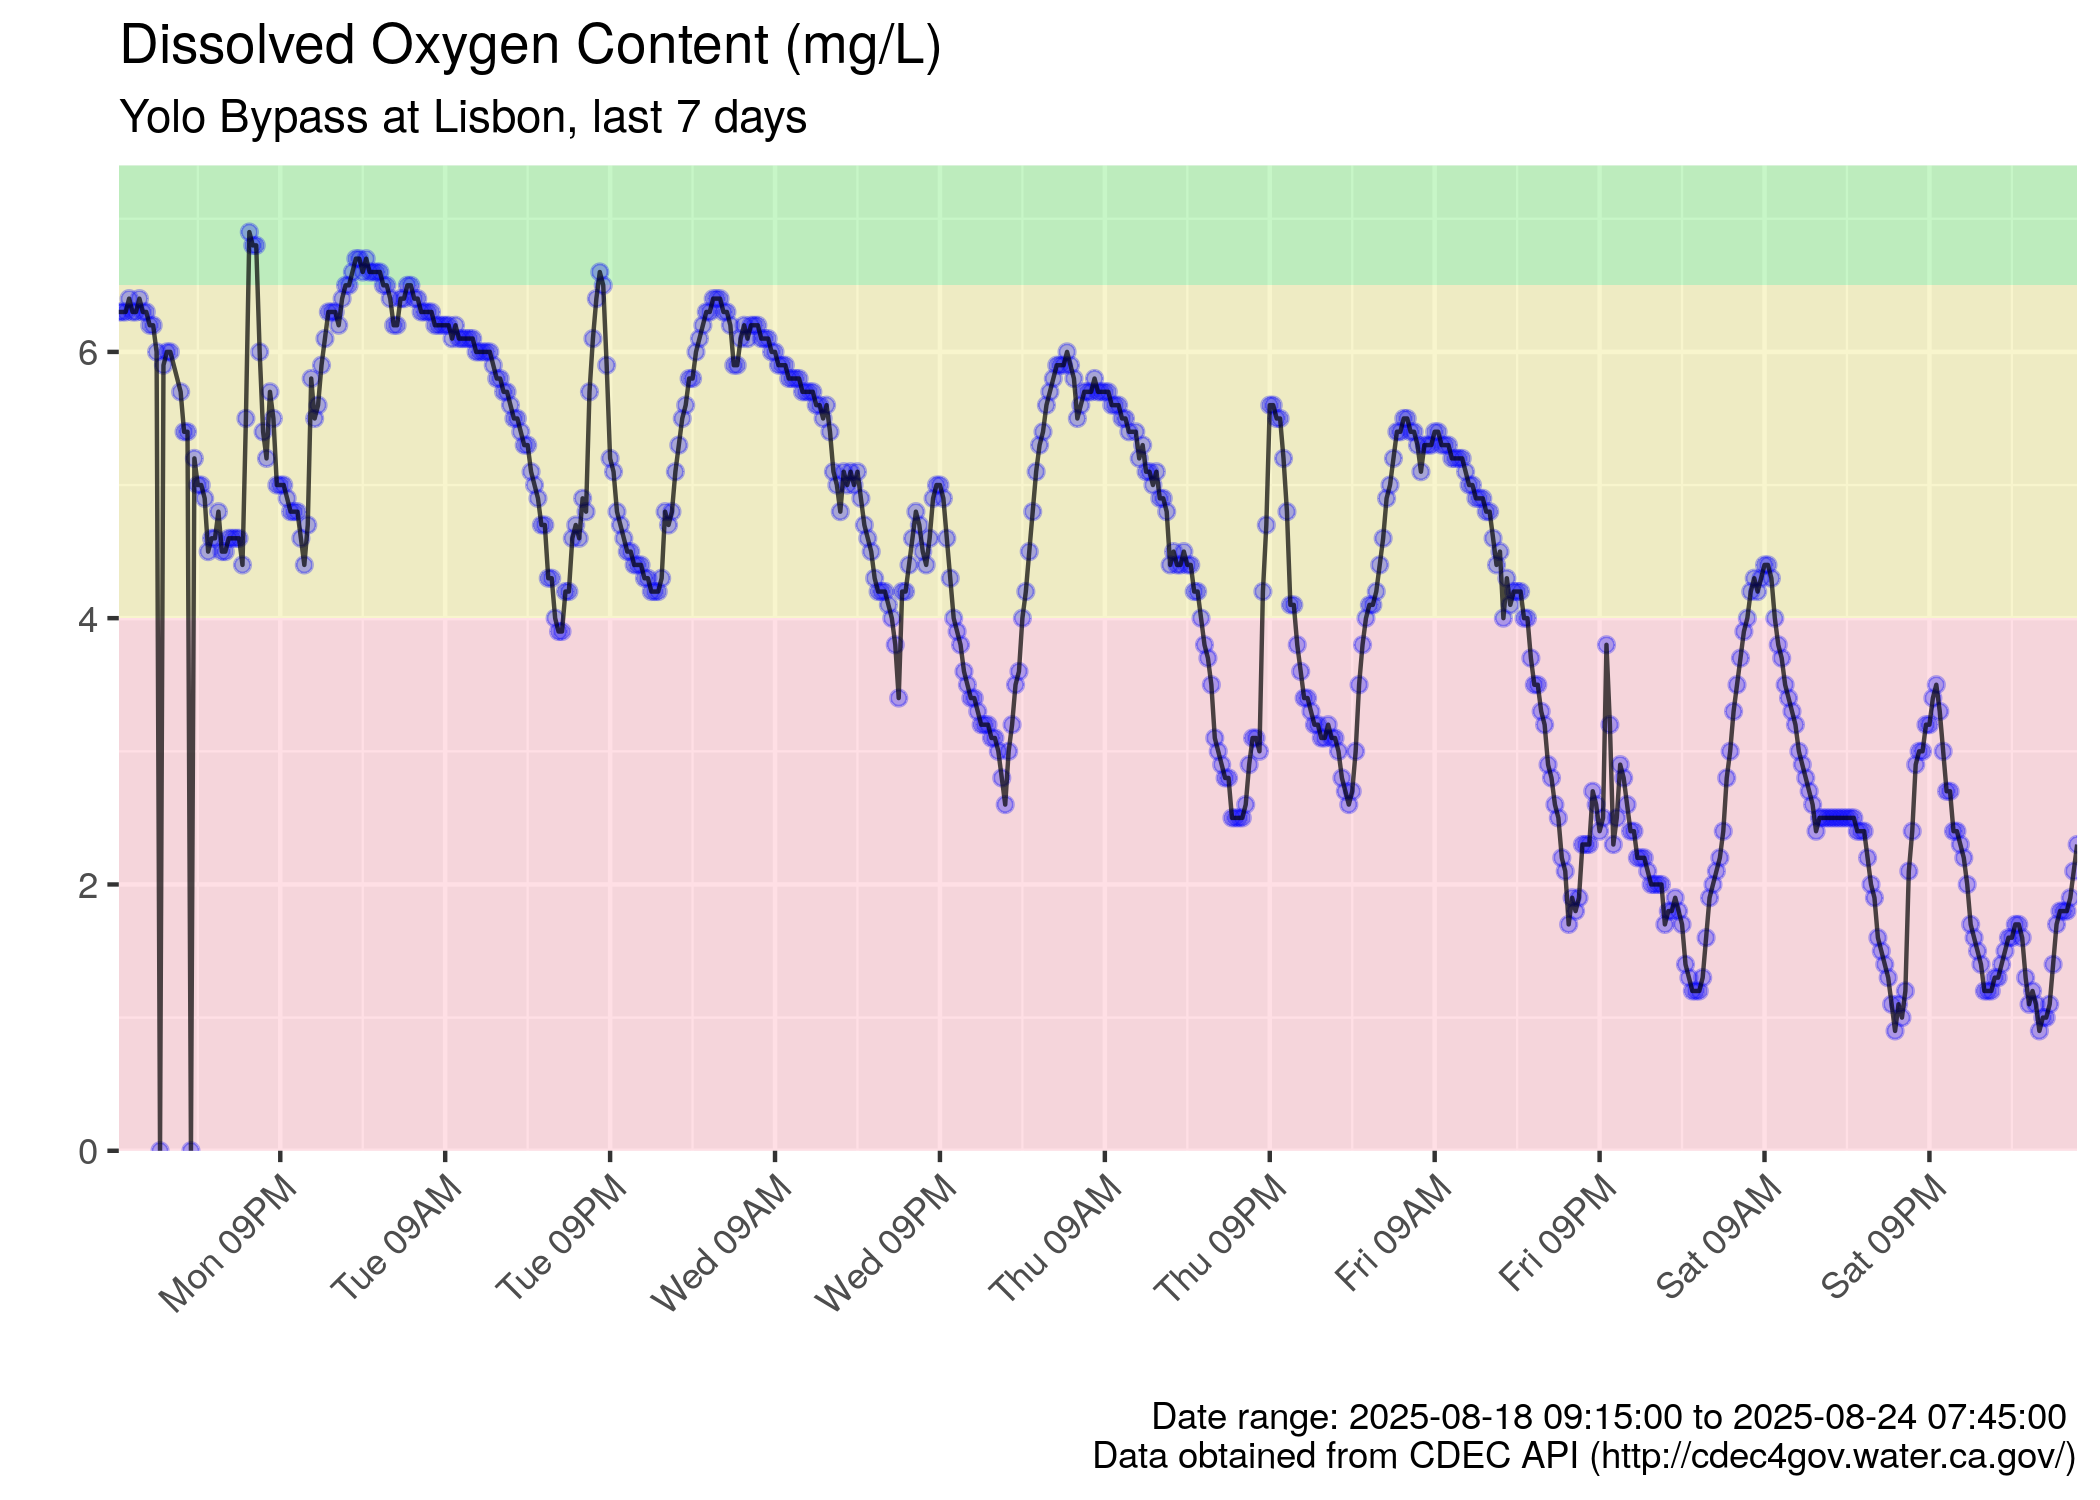 Dissolved Oxygen Content (mg/L)
Yolo Bypass at Lisbon, last 7 days
6
4
2
0
Mon 09PM
Tue 09AM
Tue 09PM
Wed 09AM
Wed 09PM
Thu 09AM
Thu 09PM
Fri 09AM
Fri 09PM
Sat 09AM
Sat 09PM
Date range: 2025-08-18 09:15:00 to 2025-08-24 07:45:00
Data obtained from CDEC API (http://cdec4gov.water.ca.gov/)